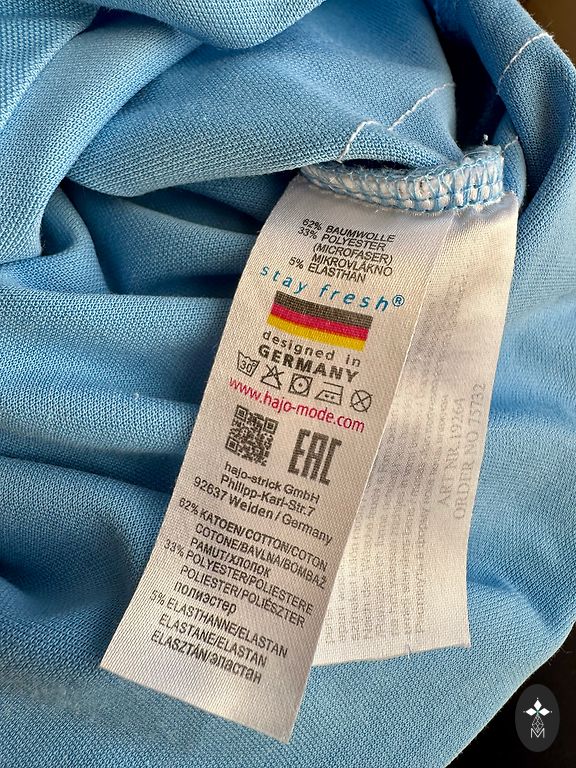 62% BAUMWOLLE
33% POLYESTER
(MICROFASER)
MIKROVLÁKNO
5% ELASTHAN
stay fresh®
designed in
GERMANY
30
www.hajo-mode.com
EAC
hajo-strick GmbH
Philipp-Karl-Str.7
92637 Weiden / Germany
62% KATOEN/COTTON/COTON
COTONE/BAVLNA/BOMBAŽ
PAMUT/ХЛОПОК
33% POLYESTER/POLIESTERE
POLIESTER/POLIÉSZTER
полиэстер
5% ELASTHANNE/ELASTAN
ELASTANE/ELASTAN
ELASZTÁN/эластан
ART-NR. 19264
ORDER NO 75732
M